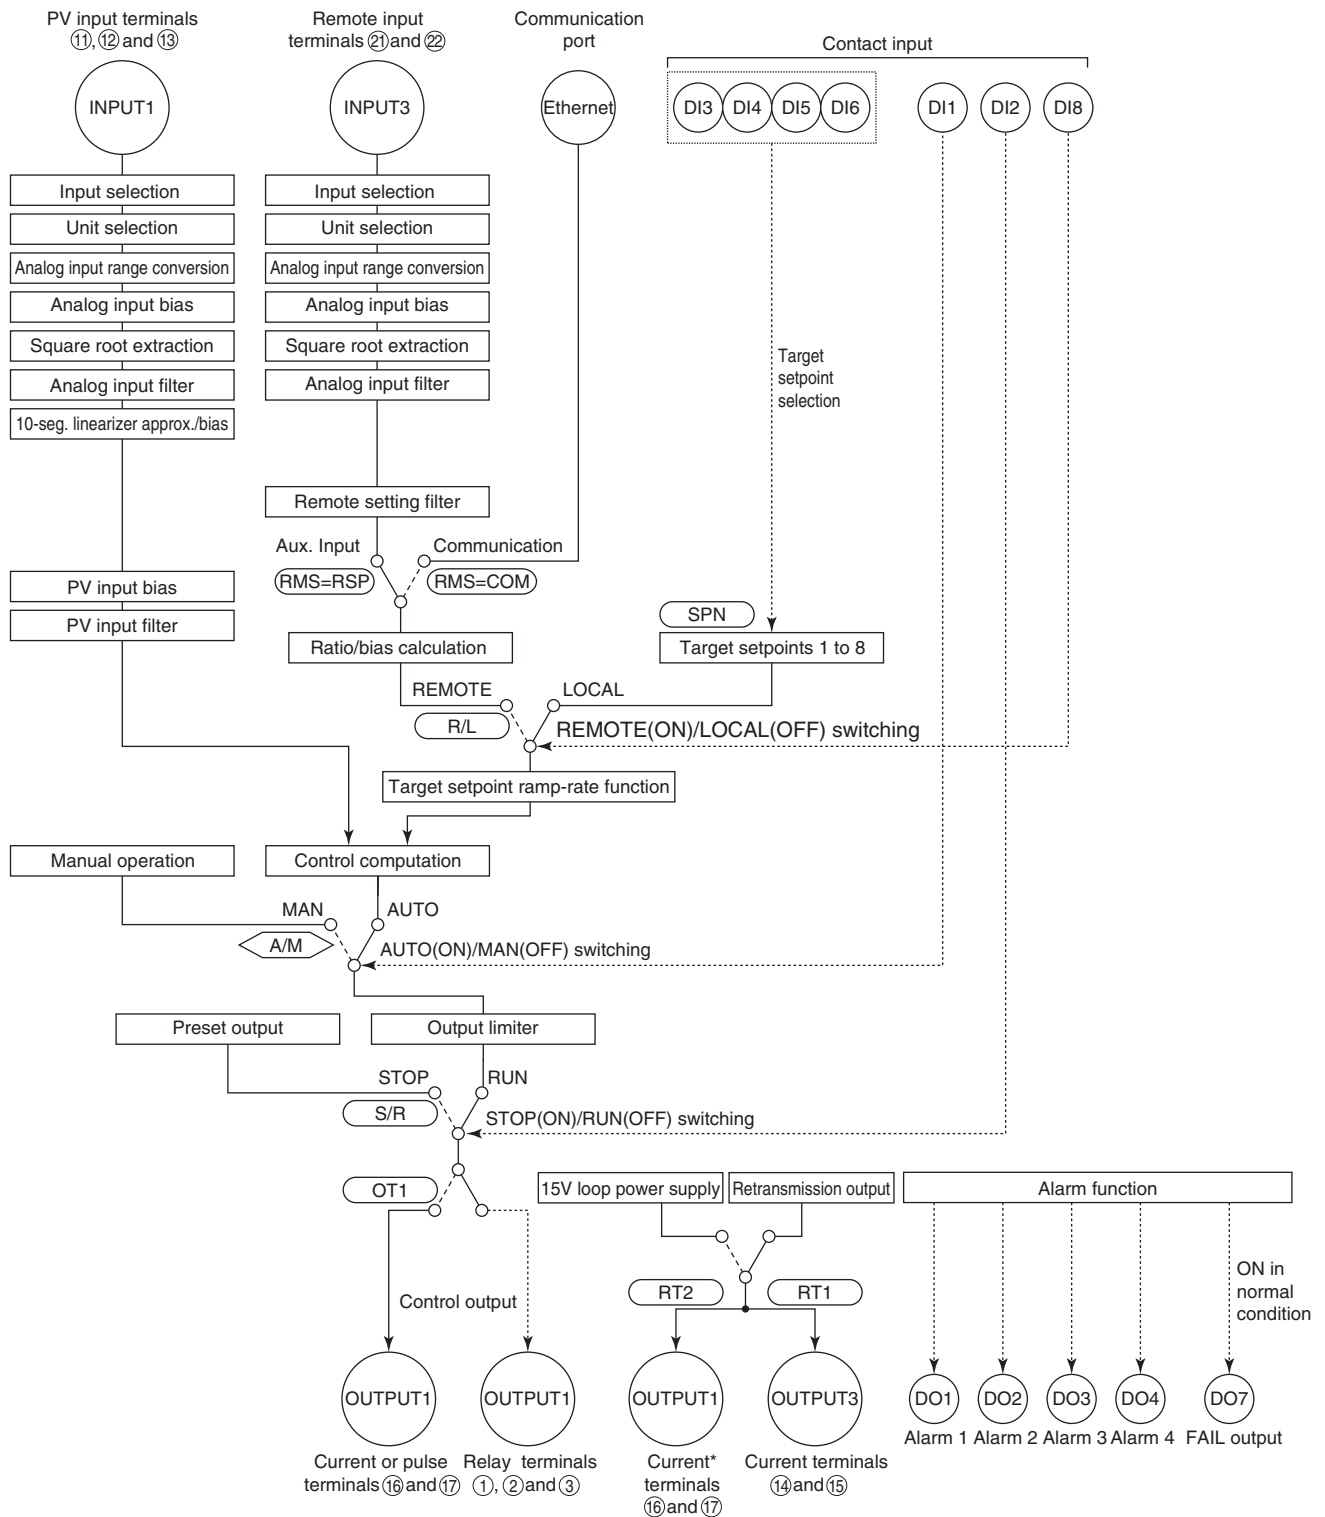 PV input terminals
⑪, ⑫ and ⑬
Remote input
terminals ㉑ and ㉒
Communication
port
Contact input
INPUT1
INPUT3
Ethernet
DI3
DI4
DI5
DI6
DI1
DI2
DI8
Input selection
Input selection
Unit selection
Unit selection
Analog input range conversion
Analog input range conversion
Analog input bias
Analog input bias
Square root extraction
Square root extraction
Analog input filter
Analog input filter
10-seg. linearizer approx./bias
Target
setpoint
selection
Remote setting filter
Aux. Input
Communication
RMS=RSP
RMS=COM
PV input bias
PV input filter
SPN
Ratio/bias calculation
Target setpoints 1 to 8
REMOTE
LOCAL
R/L
REMOTE(ON)/LOCAL(OFF) switching
Target setpoint ramp-rate function
Manual operation
Control computation
MAN
AUTO
A/M
AUTO(ON)/MAN(OFF) switching
Preset output
Output limiter
STOP
RUN
S/R
STOP(ON)/RUN(OFF) switching
OT1
15V loop power supply
Retransmission output
Alarm function
Control output
RT2
RT1
ON in
normal
condition
OUTPUT1
OUTPUT1
OUTPUT1
OUTPUT3
DO1
DO2
DO3
DO4
DO7
Alarm 1
Alarm 2
Alarm 3
Alarm 4
FAIL output
Current or pulse
terminals ⑯ and ⑰
Relay terminals
①, ② and ③
Current*
terminals
⑯ and ⑰
Current terminals
⑭ and ⑮